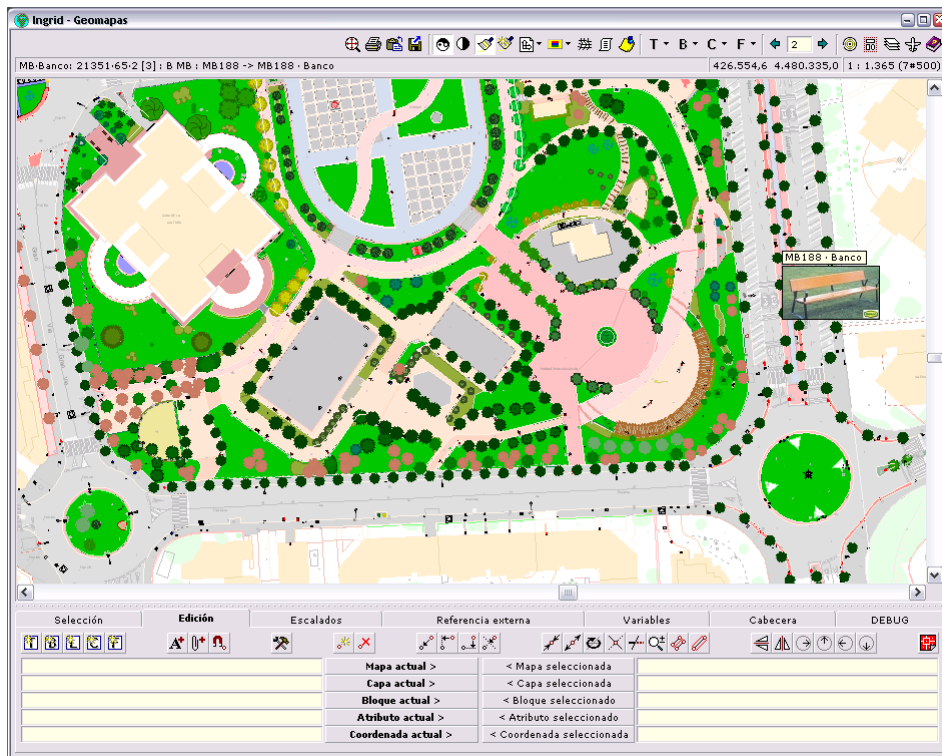 Ingrid - Geomapas
T B C F 2
MB·Banco: 21351·65·2 [3] : B MB : MB188 -> MB188 · Banco 426.554,6 4.480.335,0 1 : 1.365 (7*500)
MB188 · Banco
Selección Edición Escalados Referencia externa Variables Cabecera DEBUG
Mapa actual > < Mapa seleccionada
Capa actual > < Capa seleccionada
Bloque actual > < Bloque seleccionado
Atributo actual > < Atributo seleccionado
Coordenada actual > < Coordenada seleccionada